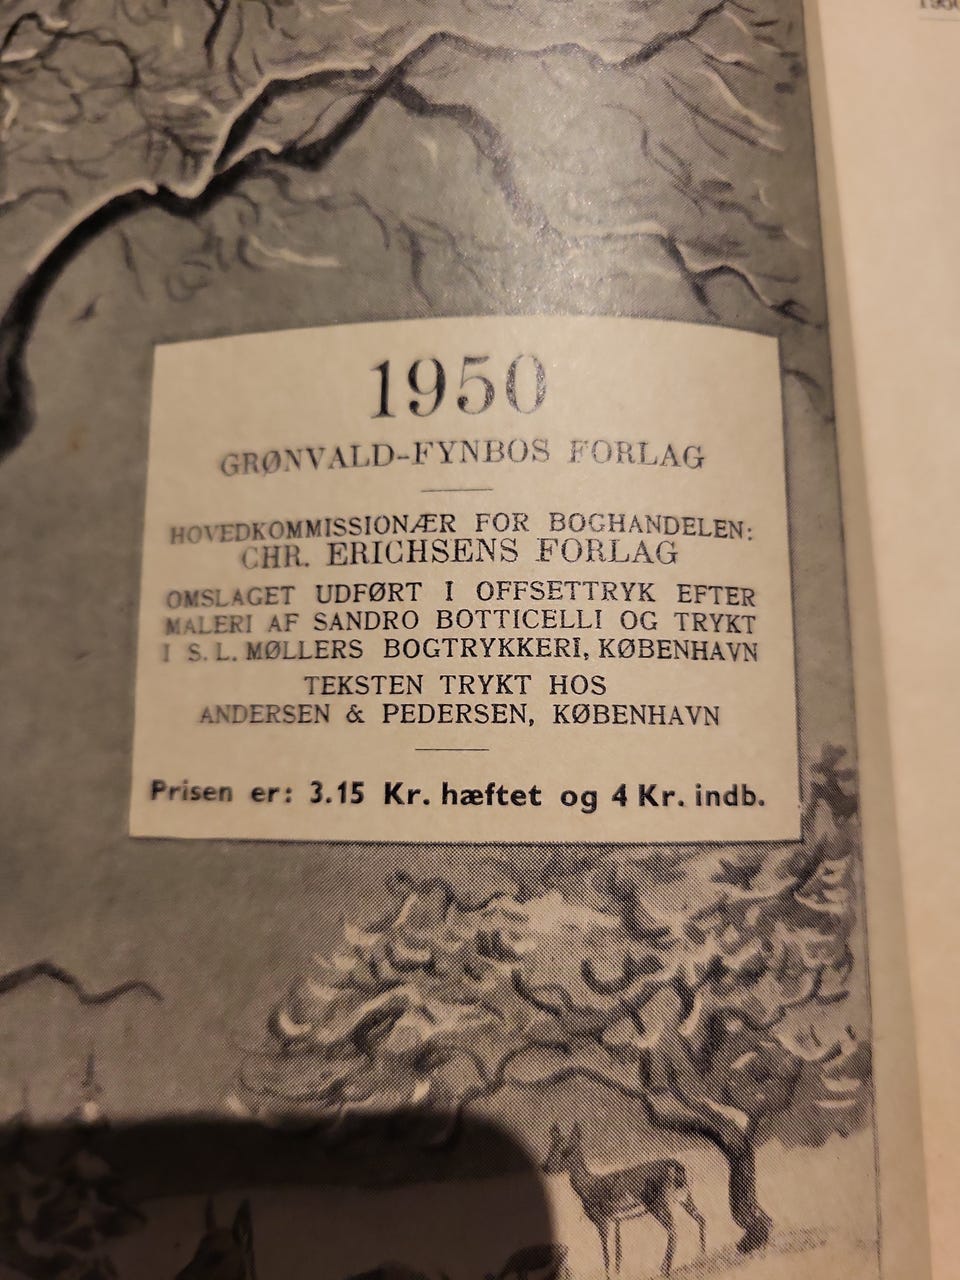 1950
GRØNVALD-FYNBOS FORLAG
HOVEDKOMMISSIONÆR FOR BOGHANDELEN:
CHR. ERICHSENS FORLAG
OMSLAGET UDFØRT I OFFSETTRYK EFTER
MALERI AF SANDRO BOTTICELLI OG TRYKT
I S. L. MØLLERS BOGTRYKKERI, KØBENHAVN
TEKSTEN TRYKT HOS
ANDERSEN & PEDERSEN, KØBENHAVN
Prisen er: 3.15 Kr. hæftet og 4 Kr. indb.